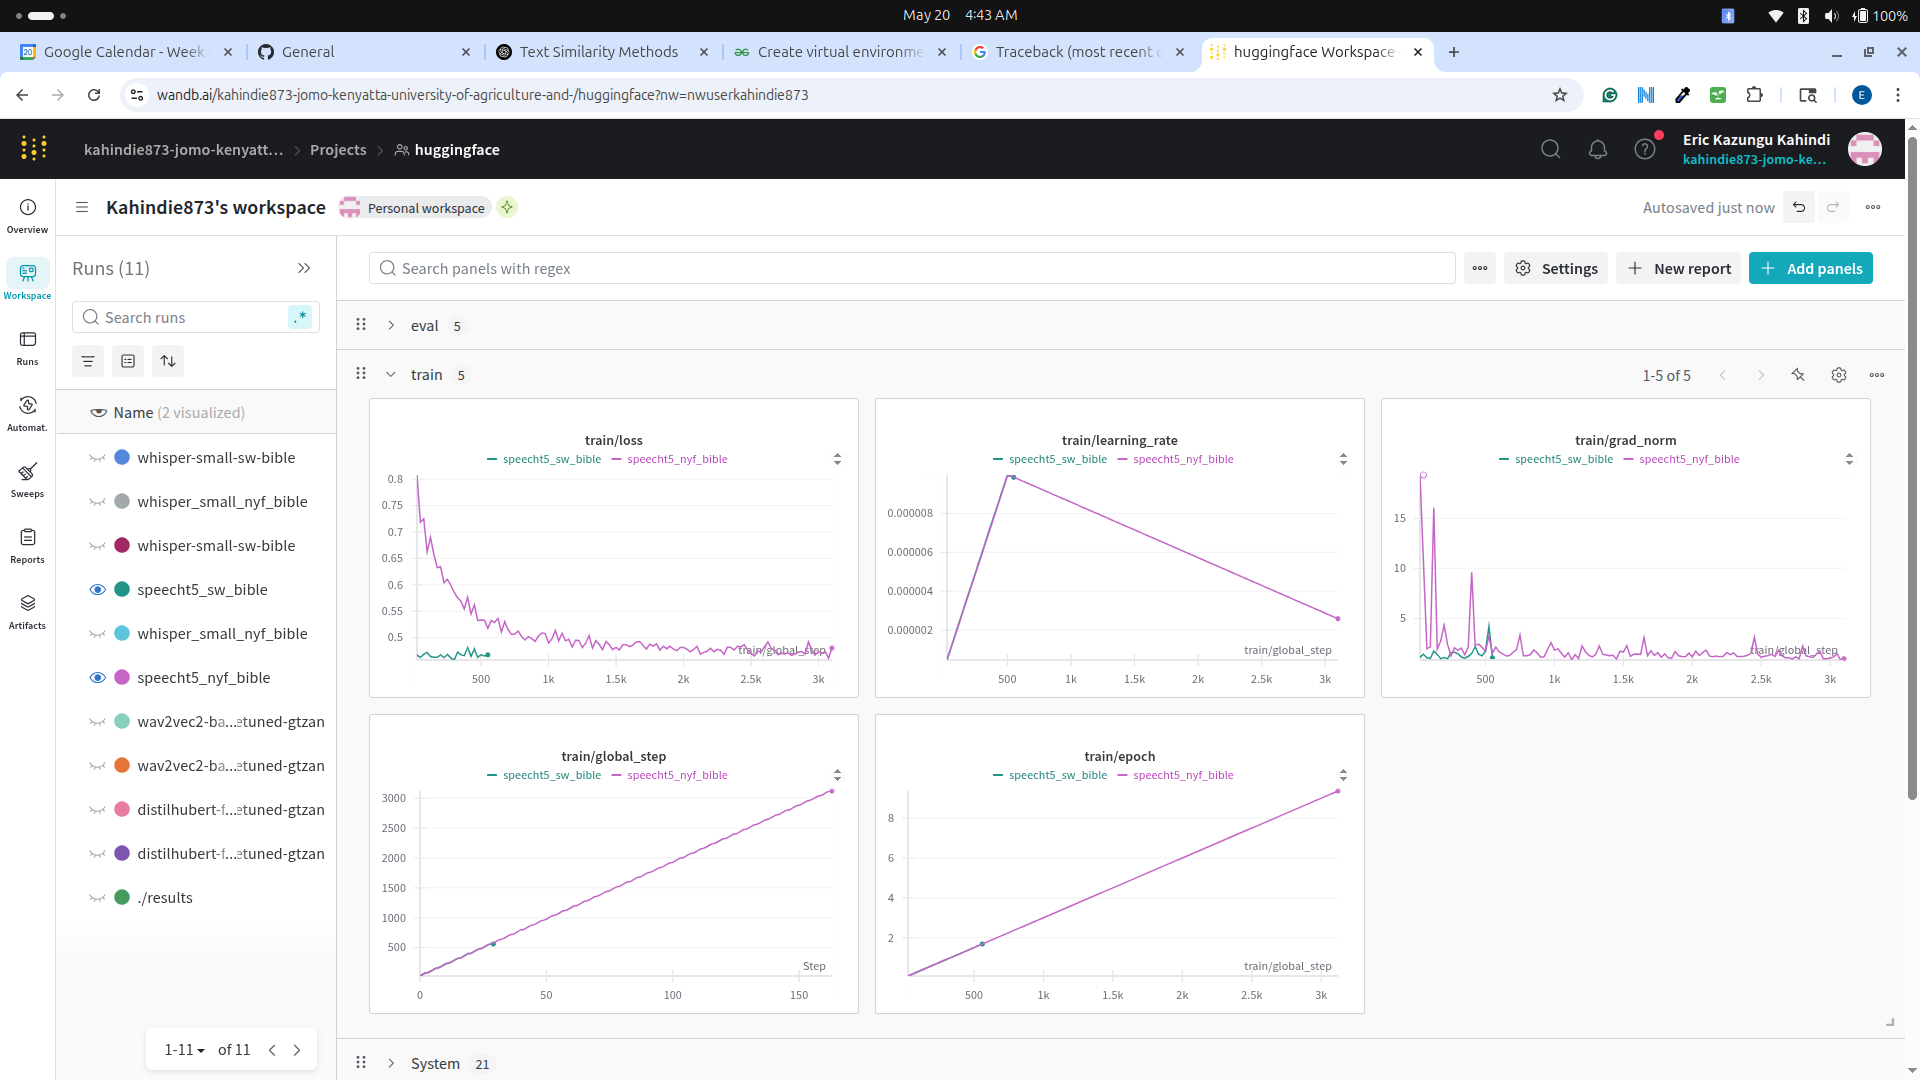 May 20 4:43 AM
100%
Google Calendar - Week
General
Text Similarity Methods
Create virtual environme
Traceback (most recent c
huggingface Workspace
wandb.ai/kahindie873-jomo-kenyatta-university-of-agriculture-and-/huggingface?nw=nwuserkahindie873
E
kahindie873-jomo-kenyatt... > Projects > huggingface
Eric Kazungu Kahindi
kahindie873-jomo-ke...
Kahindie873's workspace
Personal workspace
Autosaved just now
Overview
Workspace
Runs
Automat.
Sweeps
Reports
Artifacts
Runs (11)
Search runs
.*
Name (2 visualized)
whisper-small-sw-bible
whisper_small_nyf_bible
whisper-small-sw-bible
speecht5_sw_bible
whisper_small_nyf_bible
speecht5_nyf_bible
wav2vec2-ba...etuned-gtzan
wav2vec2-ba...etuned-gtzan
distilhubert-f...etuned-gtzan
distilhubert-f...etuned-gtzan
./results
1-11 of 11
Search panels with regex
Settings
New report
Add panels
eval 5
train 5
1-5 of 5
train/loss
speecht5_sw_bible speecht5_nyf_bible
0.8
0.75
0.7
0.65
0.6
0.55
0.5
train/global_step
500 1k 1.5k 2k 2.5k 3k
train/learning_rate
speecht5_sw_bible speecht5_nyf_bible
0.000008
0.000006
0.000004
0.000002
train/global_step
500 1k 1.5k 2k 2.5k 3k
train/grad_norm
speecht5_sw_bible speecht5_nyf_bible
15
10
5
train/global_step
500 1k 1.5k 2k 2.5k 3k
train/global_step
speecht5_sw_bible speecht5_nyf_bible
3000
2500
2000
1500
1000
500
Step
0 50 100 150
train/epoch
speecht5_sw_bible speecht5_nyf_bible
8
6
4
2
train/global_step
500 1k 1.5k 2k 2.5k 3k
System 21